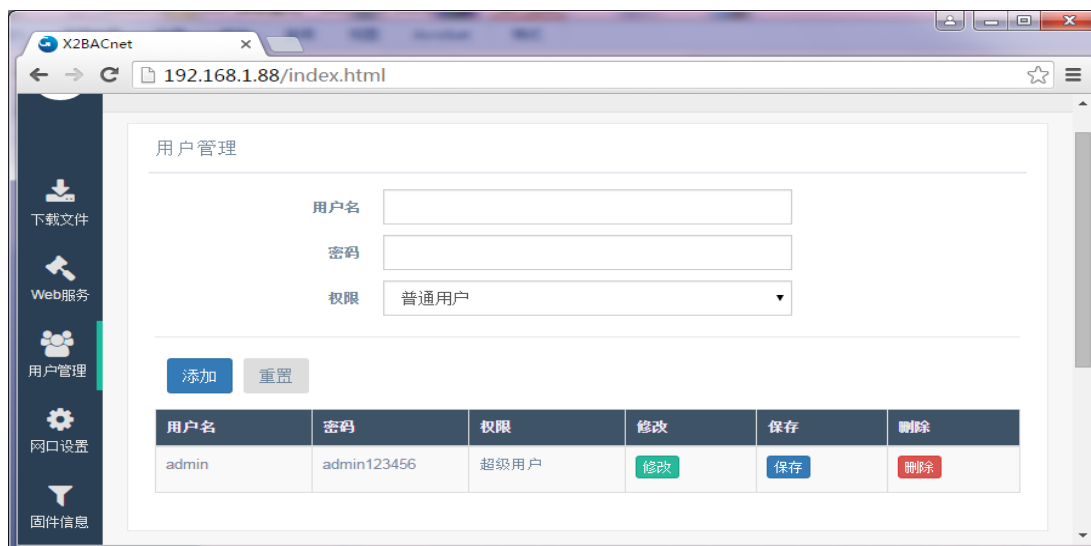 X2BACnet
192.168.1.88/index.html
用户管理
用户名
密码
权限
普通用户
下载文件
Web服务
用户管理
网口设置
固件信息
添加 重置
用户名 密码 权限 修改 保存 删除
admin admin123456 超级用户 修改 保存 删除